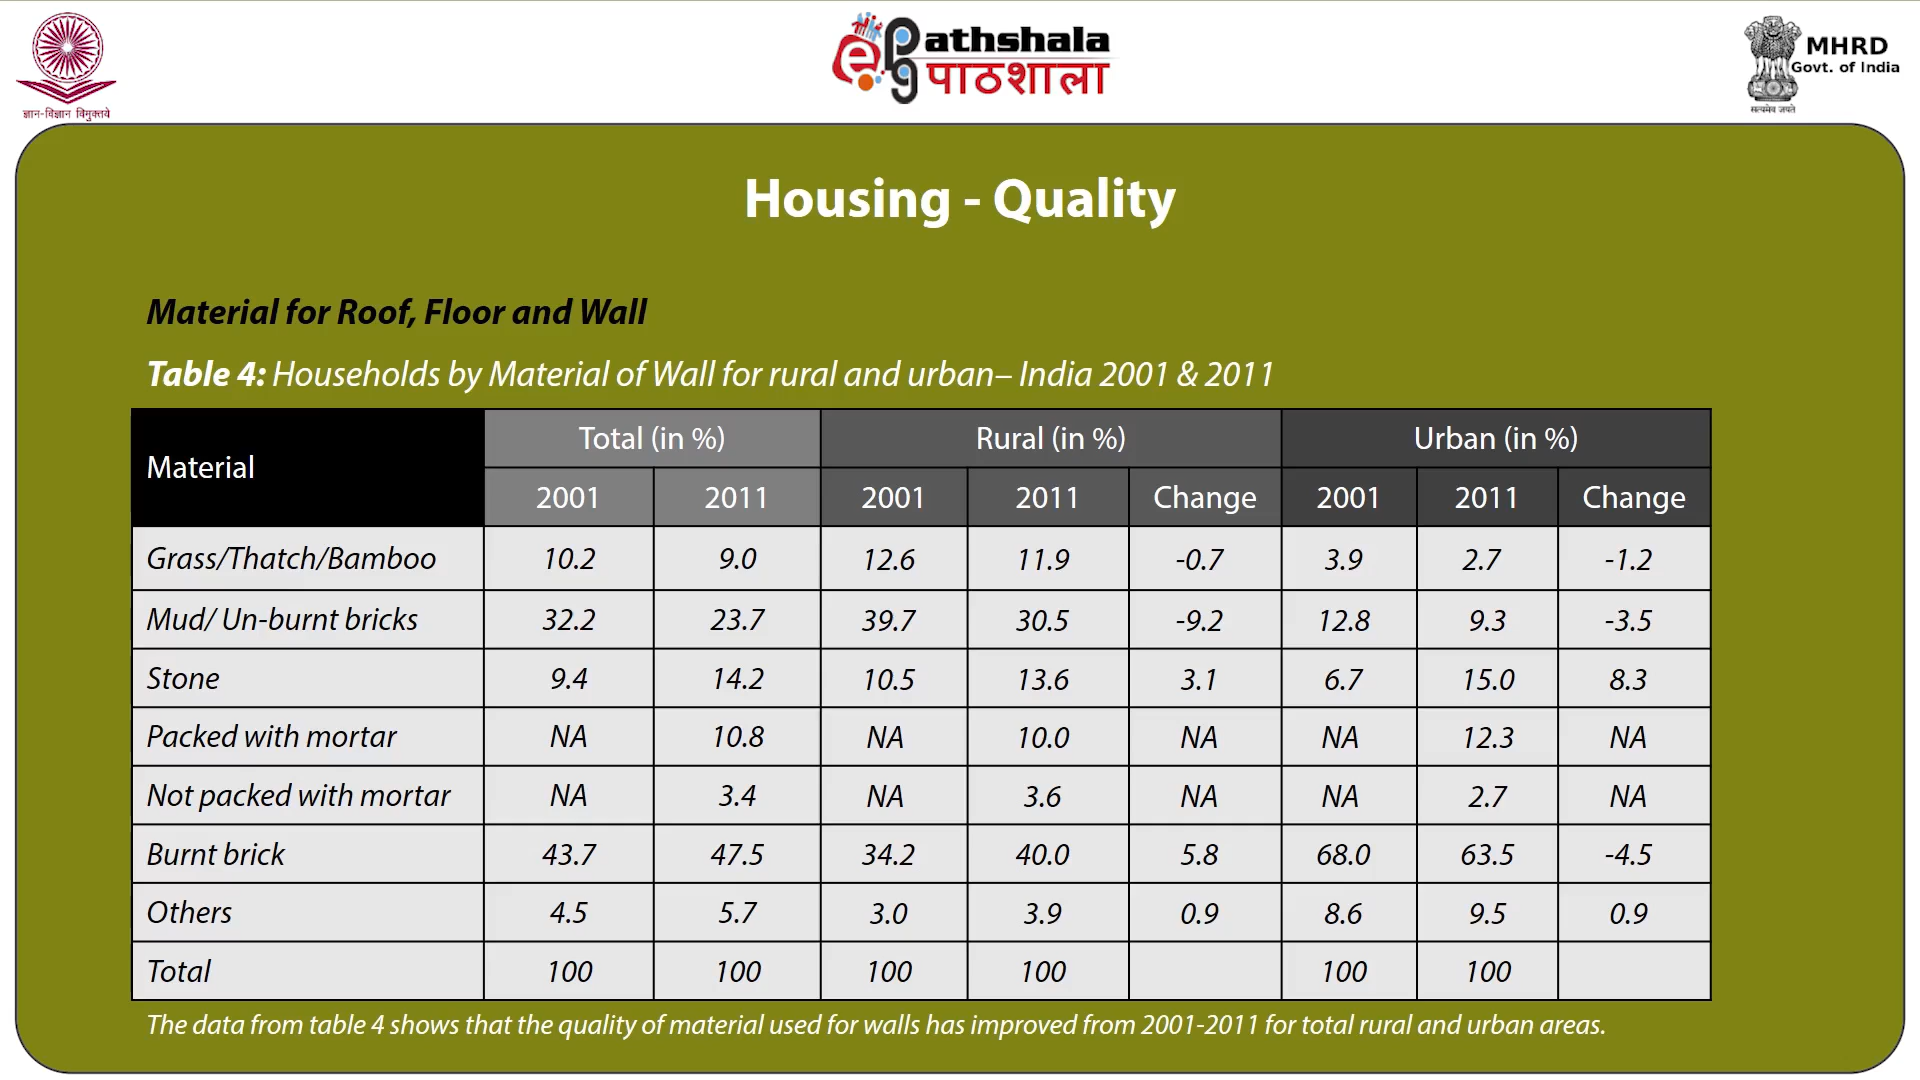 ज्ञान-विज्ञान विमुक्तये
ePG Pathshala
पाठशाला
MHRD
Govt. of India
सत्यमेव जयते
Housing - Quality
Material for Roof, Floor and Wall
Table 4: Households by Material of Wall for rural and urban– India 2001 & 2011
Material Total (in %) Rural (in %) Urban (in %)
2001 2011 2001 2011 Change 2001 2011 Change
Grass/Thatch/Bamboo 10.2 9.0 12.6 11.9 -0.7 3.9 2.7 -1.2
Mud/ Un-burnt bricks 32.2 23.7 39.7 30.5 -9.2 12.8 9.3 -3.5
Stone 9.4 14.2 10.5 13.6 3.1 6.7 15.0 8.3
Packed with mortar NA 10.8 NA 10.0 NA NA 12.3 NA
Not packed with mortar NA 3.4 NA 3.6 NA NA 2.7 NA
Burnt brick 43.7 47.5 34.2 40.0 5.8 68.0 63.5 -4.5
Others 4.5 5.7 3.0 3.9 0.9 8.6 9.5 0.9
Total 100 100 100 100 100 100
The data from table 4 shows that the quality of material used for walls has improved from 2001-2011 for total rural and urban areas.